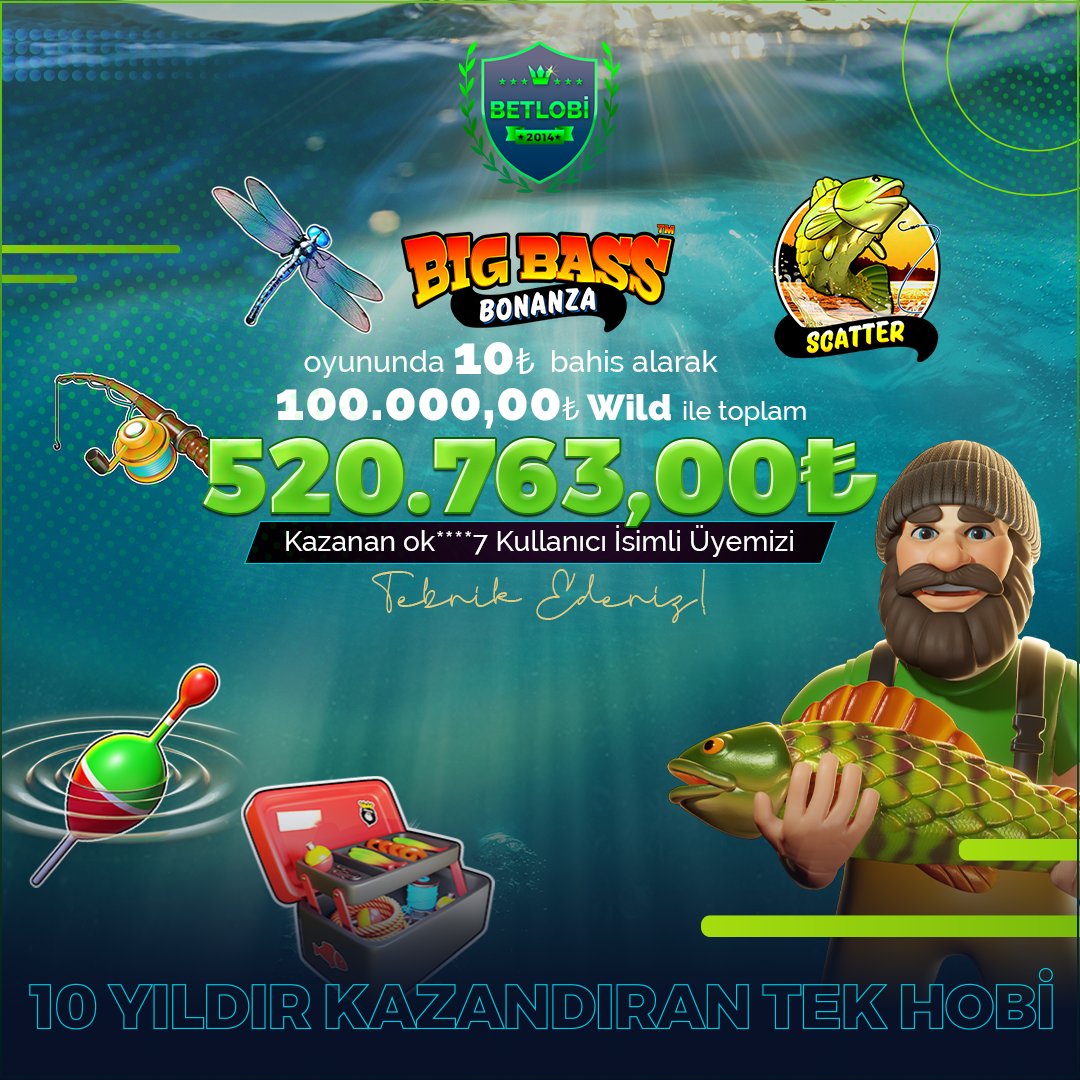 BETLOBİ
2014
BIG BASS™
BONANZA
SCATTER
oyununda 10₺ bahis alarak
100.000,00₺ Wild ile toplam
520.763,00₺
Kazanan ok****7 Kullanıcı İsimli Üyemizi
Tebrik Ederiz!
10 YILDIR KAZANDIRAN TEK HOBİ